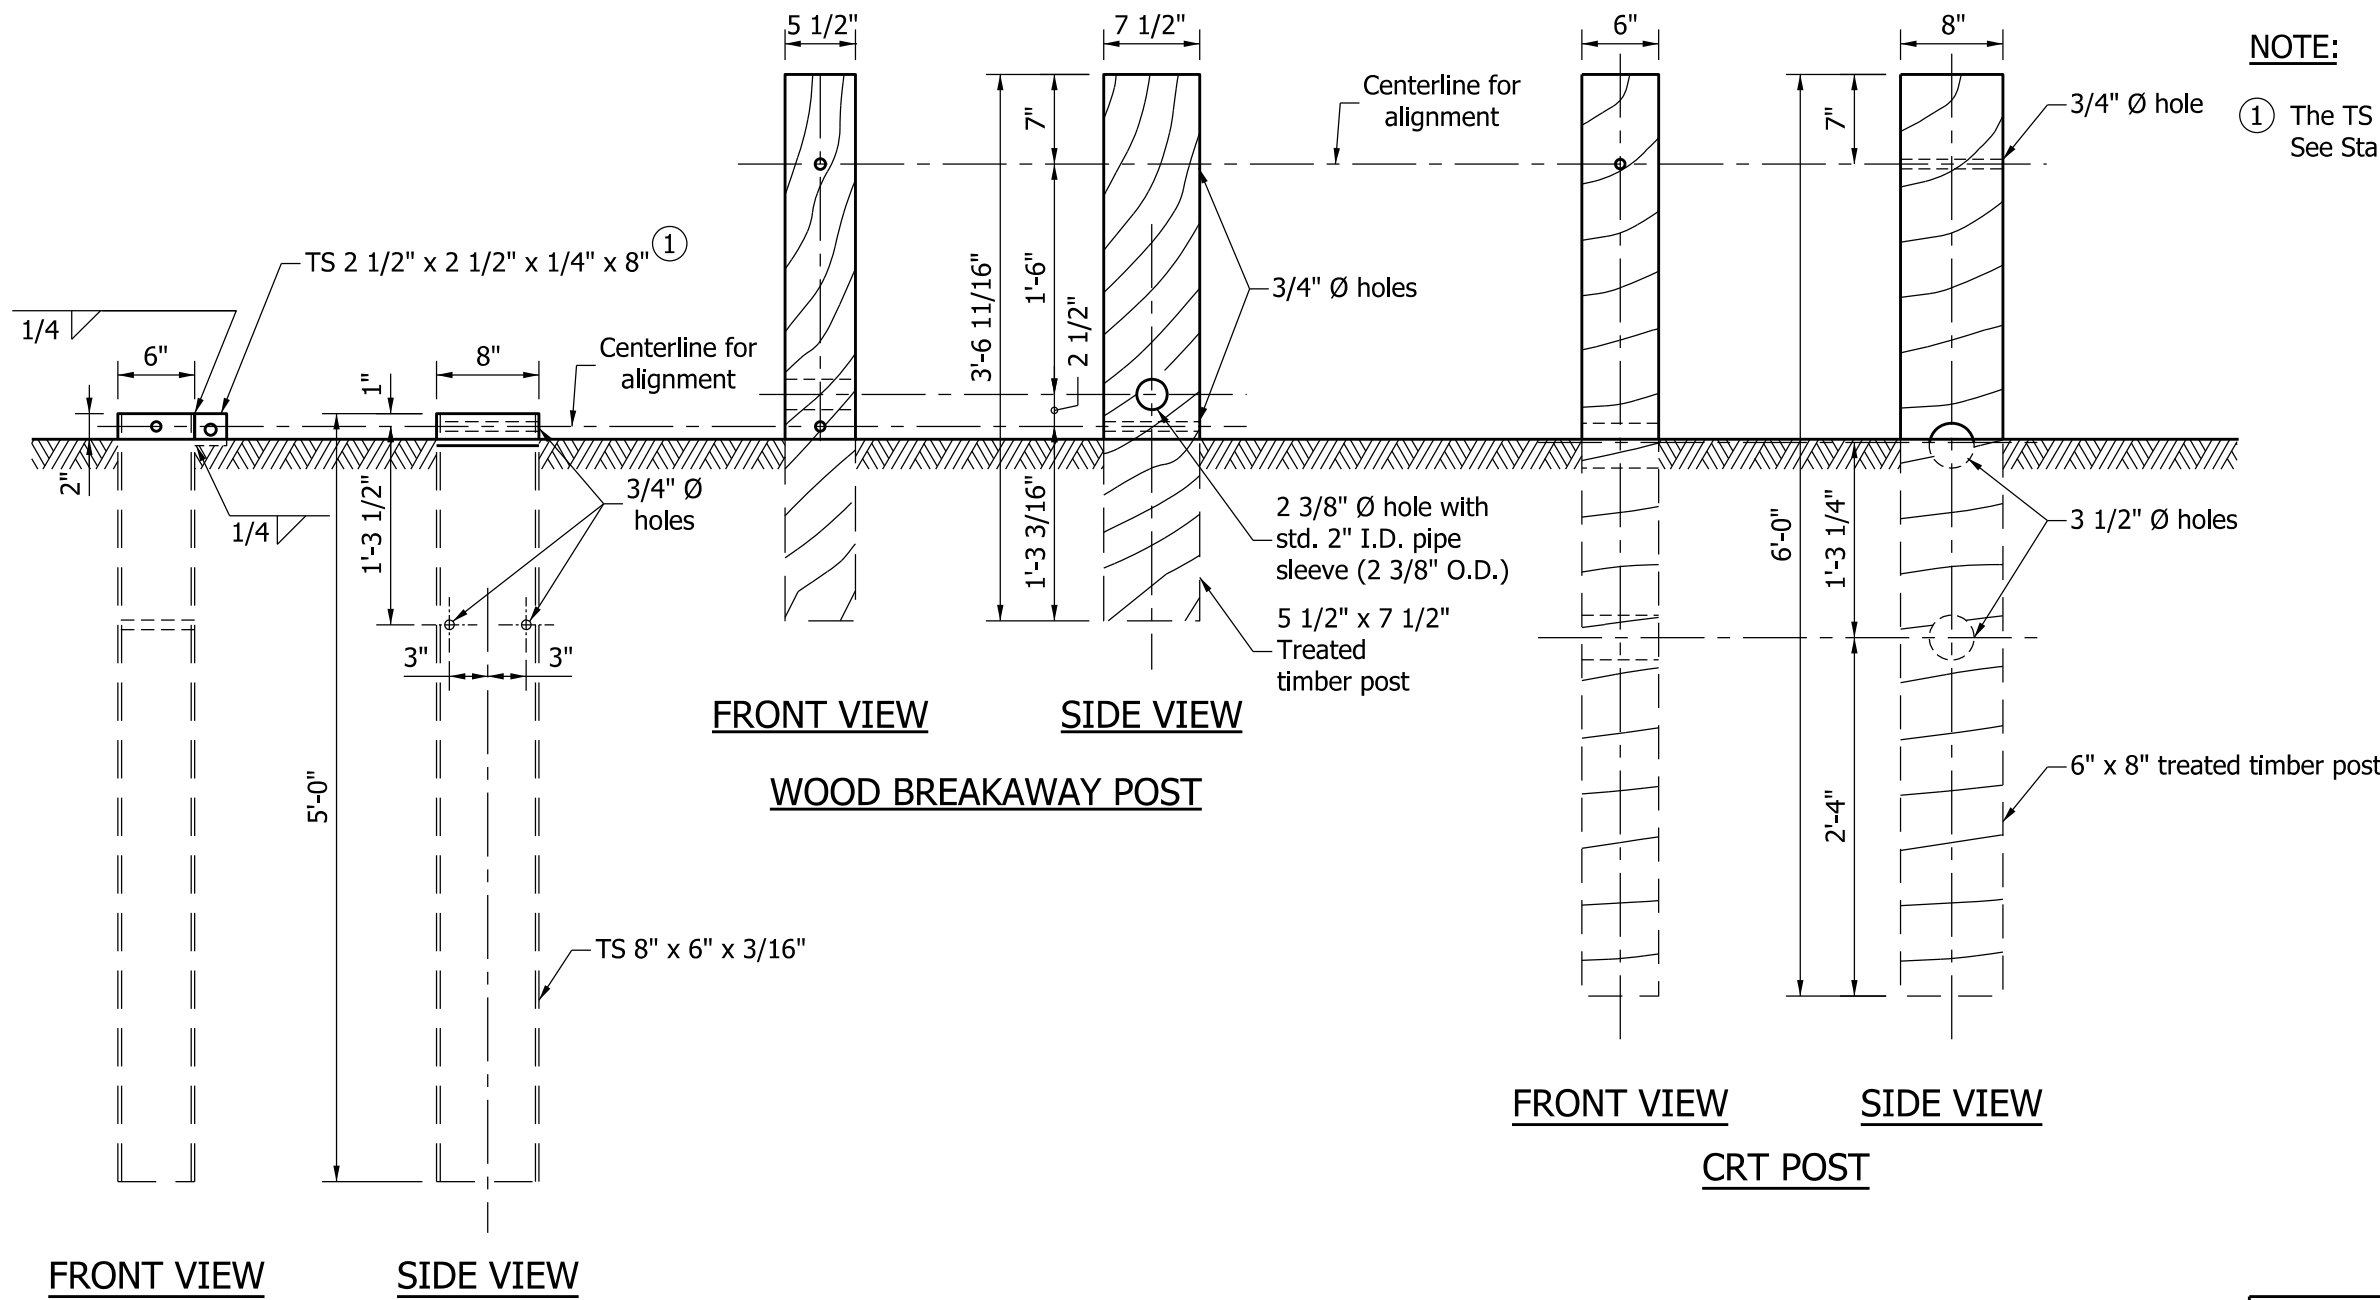 5 1/2"
7 1/2"
6"
8"
NOTE:
1 The TS
See Sta
Centerline for
alignment
7"
7"
3/4" Ø hole
TS 2 1/2" x 2 1/2" x 1/4" x 8" 1
1/4
6"
8"
1"
2"
Centerline for
alignment
3'-6 11/16"
1'-6"
2 1/2"
3/4" Ø holes
1'-3 1/2"
1/4
3/4" Ø
holes
1'-3 3/16"
2 3/8" Ø hole with
std. 2" I.D. pipe
sleeve (2 3/8" O.D.)
5 1/2" x 7 1/2"
Treated
timber post
6'-0"
1'-3 1/4"
3 1/2" Ø holes
3"
3"
5'-0"
FRONT VIEW
SIDE VIEW
WOOD BREAKAWAY POST
2'-4"
6" x 8" treated timber post
TS 8" x 6" x 3/16"
FRONT VIEW
SIDE VIEW
CRT POST
FRONT VIEW
SIDE VIEW